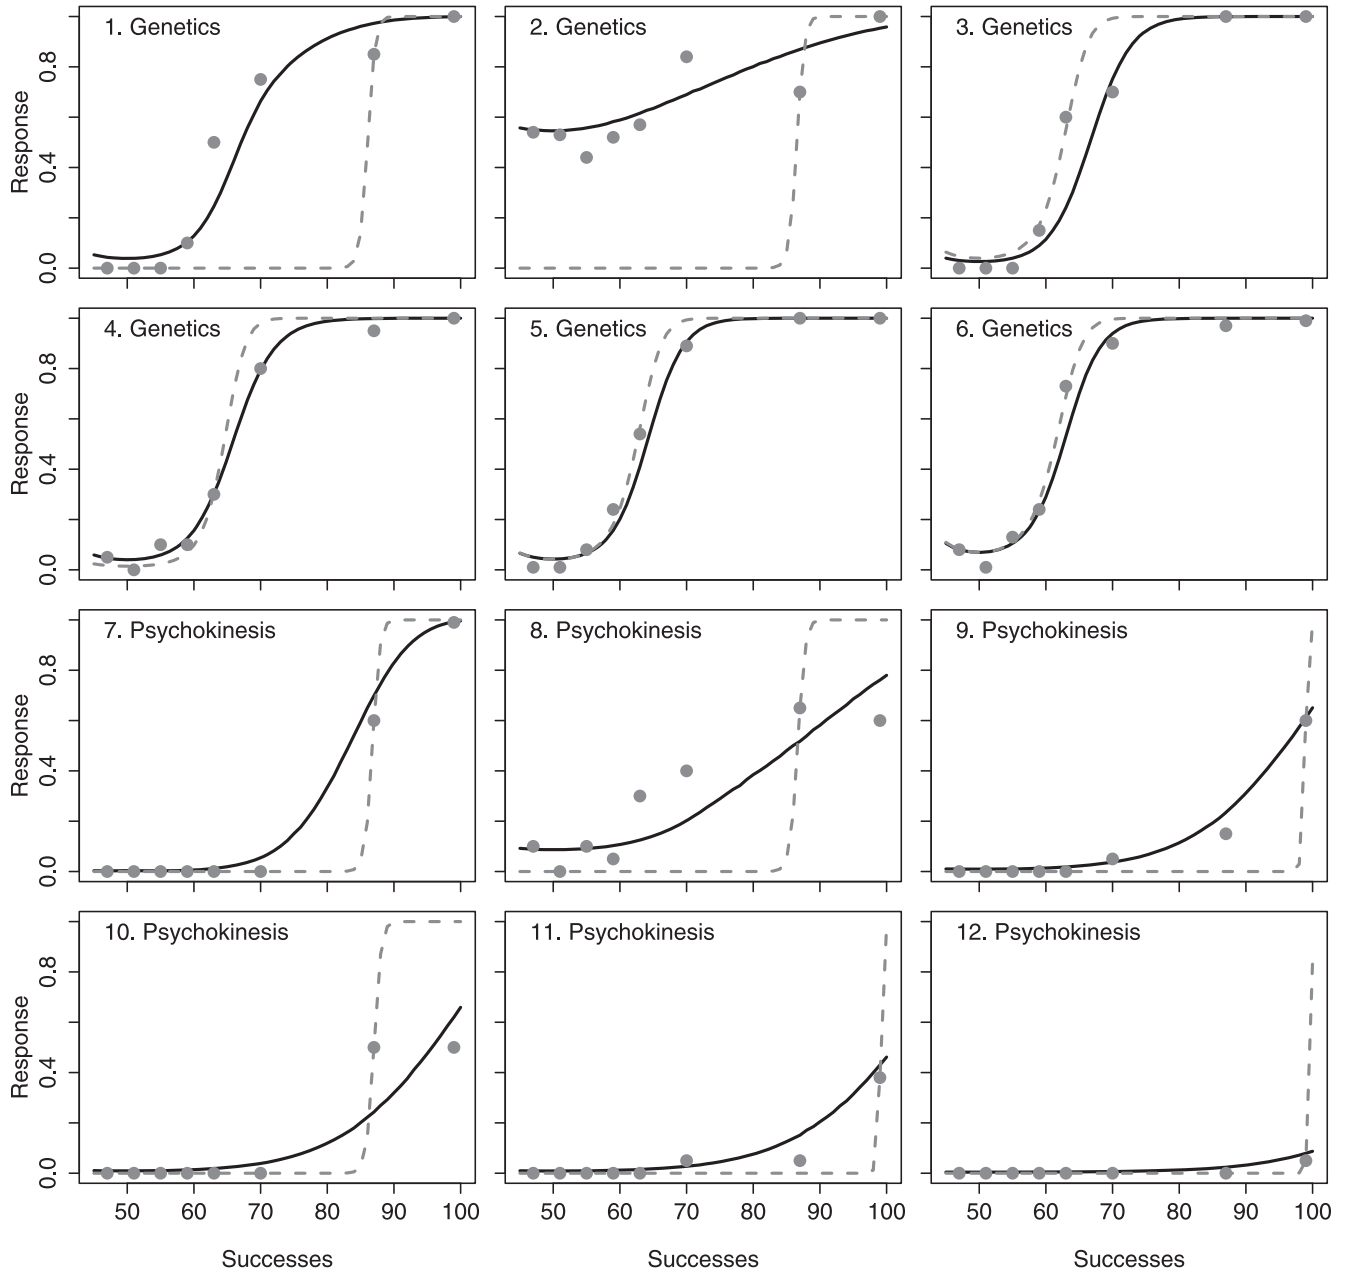 1. Genetics
2. Genetics
3. Genetics
Response
0.0
0.4
0.8
4. Genetics
5. Genetics
6. Genetics
Response
0.0
0.4
0.8
7. Psychokinesis
8. Psychokinesis
9. Psychokinesis
Response
0.0
0.4
0.8
10. Psychokinesis
11. Psychokinesis
12. Psychokinesis
Response
0.0
0.4
0.8
50 60 70 80 90 100
50 60 70 80 90 100
50 60 70 80 90 100
Successes
Successes
Successes